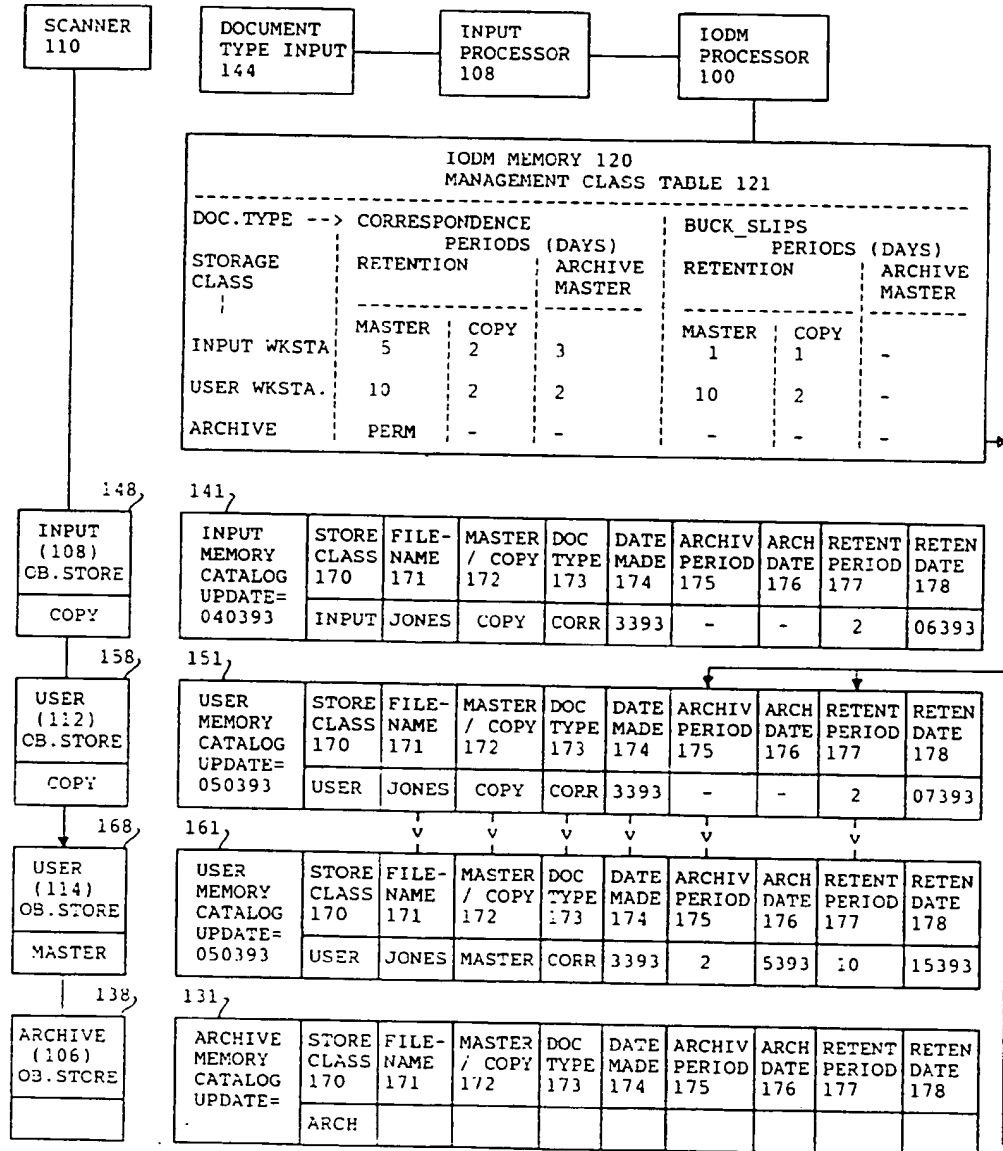 SCANNER
110
DOCUMENT
TYPE INPUT
144
INPUT
PROCESSOR
108
IODM
PROCESSOR
100
IODM MEMORY 120
MANAGEMENT CLASS TABLE 121
DOC.TYPE --> CORRESPONDENCE BUCK_SLIPS
PERIODS (DAYS) PERIODS (DAYS)
STORAGE RETENTION ARCHIVE RETENTION ARCHIVE
CLASS MASTER MASTER
MASTER COPY MASTER COPY
INPUT WKSTA 5 2 3 1 1 -
USER WKSTA. 10 2 2 10 2 -
ARCHIVE PERM - - - - -
148
141
INPUT
(108)
OB.STORE
COPY
INPUT
MEMORY
CATALOG
UPDATE=
040393
STORE FILE- MASTER DOC DATE ARCHIV ARCH RETENT RETEN
CLASS NAME / COPY TYPE MADE PERIOD DATE PERIOD DATE
170 171 172 173 174 175 176 177 178
INPUT JONES COPY CORR 3393 - - 2 06393
158
151
USER
(112)
OB.STORE
COPY
USER
MEMORY
CATALOG
UPDATE=
050393
STORE FILE- MASTER DOC DATE ARCHIV ARCH RETENT RETEN
CLASS NAME / COPY TYPE MADE PERIOD DATE PERIOD DATE
170 171 172 173 174 175 176 177 178
USER JONES COPY CORR 3393 - - 2 07393
168
161
USER
(114)
OB.STORE
MASTER
USER
MEMORY
CATALOG
UPDATE=
050393
STORE FILE- MASTER DOC DATE ARCHIV ARCH RETENT RETEN
CLASS NAME / COPY TYPE MADE PERIOD DATE PERIOD DATE
170 171 172 173 174 175 176 177 178
USER JONES MASTER CORR 3393 2 5393 10 15393
138
131
ARCHIVE
(106)
OB.STORE
ARCHIVE
MEMORY
CATALOG
UPDATE=
STORE FILE- MASTER DOC DATE ARCHIV ARCH RETENT RETEN
CLASS NAME / COPY TYPE MADE PERIOD DATE PERIOD DATE
170 171 172 173 174 175 176 177 178
ARCH